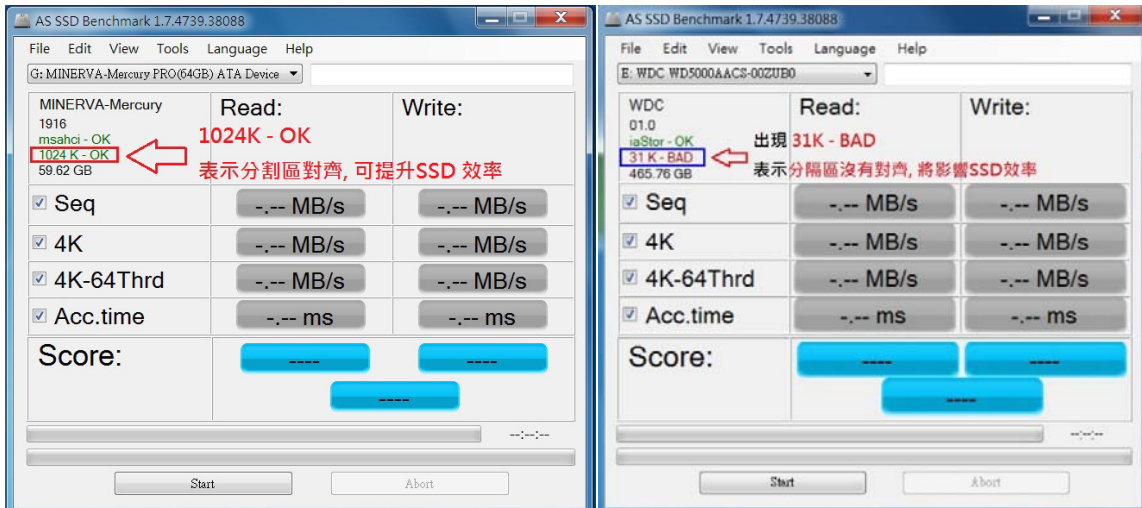 AS SSD Benchmark 1.7.4739.38088
File Edit View Tools Language Help
G: MINERVA-Mercury PRO(64GB) ATA Device
MINERVA-Mercury
1916
msahci - OK
1024 K - OK
59.62 GB
Read:
Write:
1024K - OK
表示分割區對齊, 可提升SSD 效率
Seq
-.-- MB/s
-.-- MB/s
4K
-.-- MB/s
-.-- MB/s
4K-64Thrd
-.-- MB/s
-.-- MB/s
Acc.time
-.-- ms
-.-- ms
Score:
----
----
----
--:--:--
Start
Abort
AS SSD Benchmark 1.7.4739.38088
File Edit View Tools Language Help
E: WDC WD5000AACS-00ZUB0
WDC
01.0
iaStor - OK
31 K - BAD
465.76 GB
Read:
Write:
出現 31K - BAD
表示分隔區沒有對齊, 將影響SSD效率
Seq
-.-- MB/s
-.-- MB/s
4K
-.-- MB/s
-.-- MB/s
4K-64Thrd
-.-- MB/s
-.-- MB/s
Acc.time
-.-- ms
-.-- ms
Score:
----
----
----
--:--:--
Start
Abort